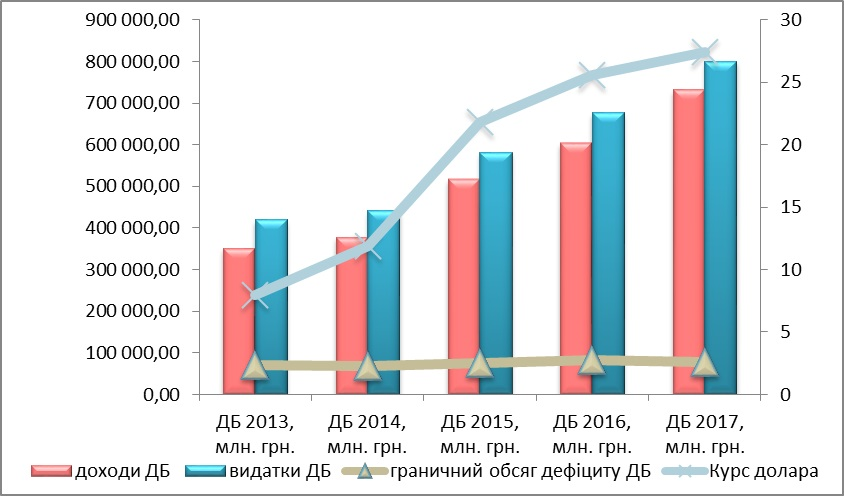 900 000,00
800 000,00
700 000,00
600 000,00
500 000,00
400 000,00
300 000,00
200 000,00
100 000,00
0,00
30
25
20
15
10
5
0
ДБ 2013, млн. грн.
ДБ 2014, млн. грн.
ДБ 2015, млн. грн.
ДБ 2016, млн. грн.
ДБ 2017, млн. грн.
доходи ДБ
видатки ДБ
граничний обсяг дефіциту ДБ
Курс долара